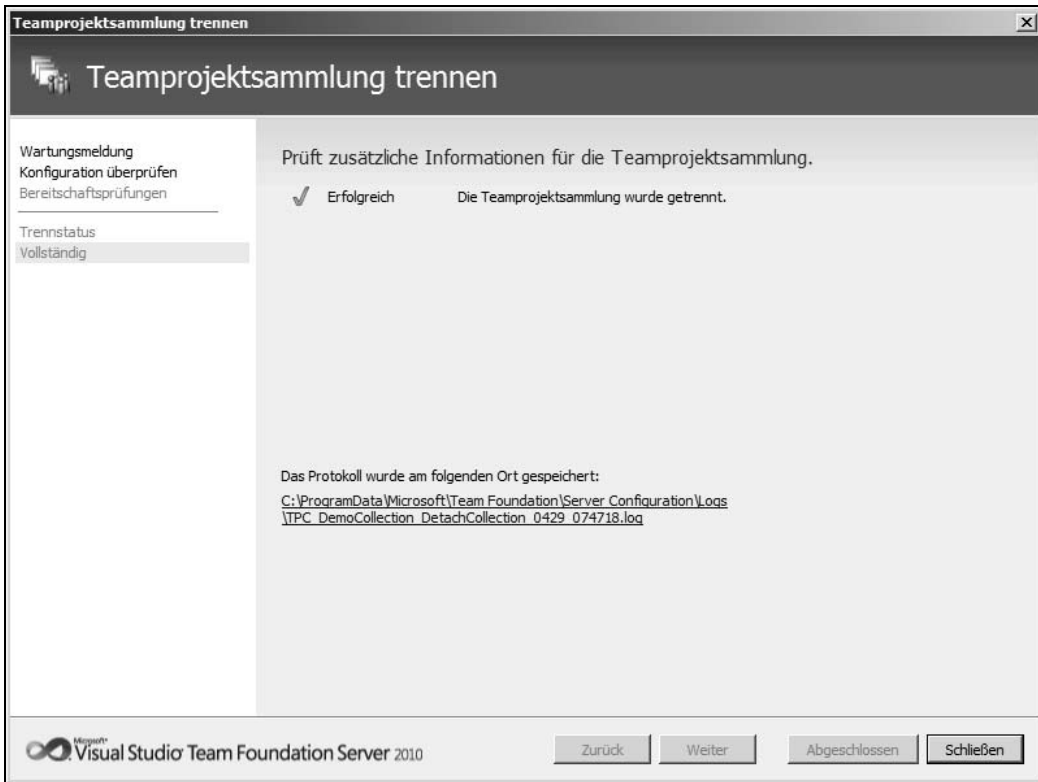 Teamprojektsammlung trennen
Teamprojektsammlung trennen
Wartungsmeldung
Konfiguration überprüfen
Bereitschaftsprüfungen
Trennstatus
Vollständig
Prüft zusätzliche Informationen für die Teamprojektsammlung.
Erfolgreich Die Teamprojektsammlung wurde getrennt.
Das Protokoll wurde am folgenden Ort gespeichert:
C:\ProgramData\Microsoft\Team Foundation\Server Configuration\Logs
\TPC_DemoCollection_DetachCollection_0429_074718.log
Microsoft®
Visual Studio Team Foundation Server 2010
Zurück Weiter Abgeschlossen Schließen